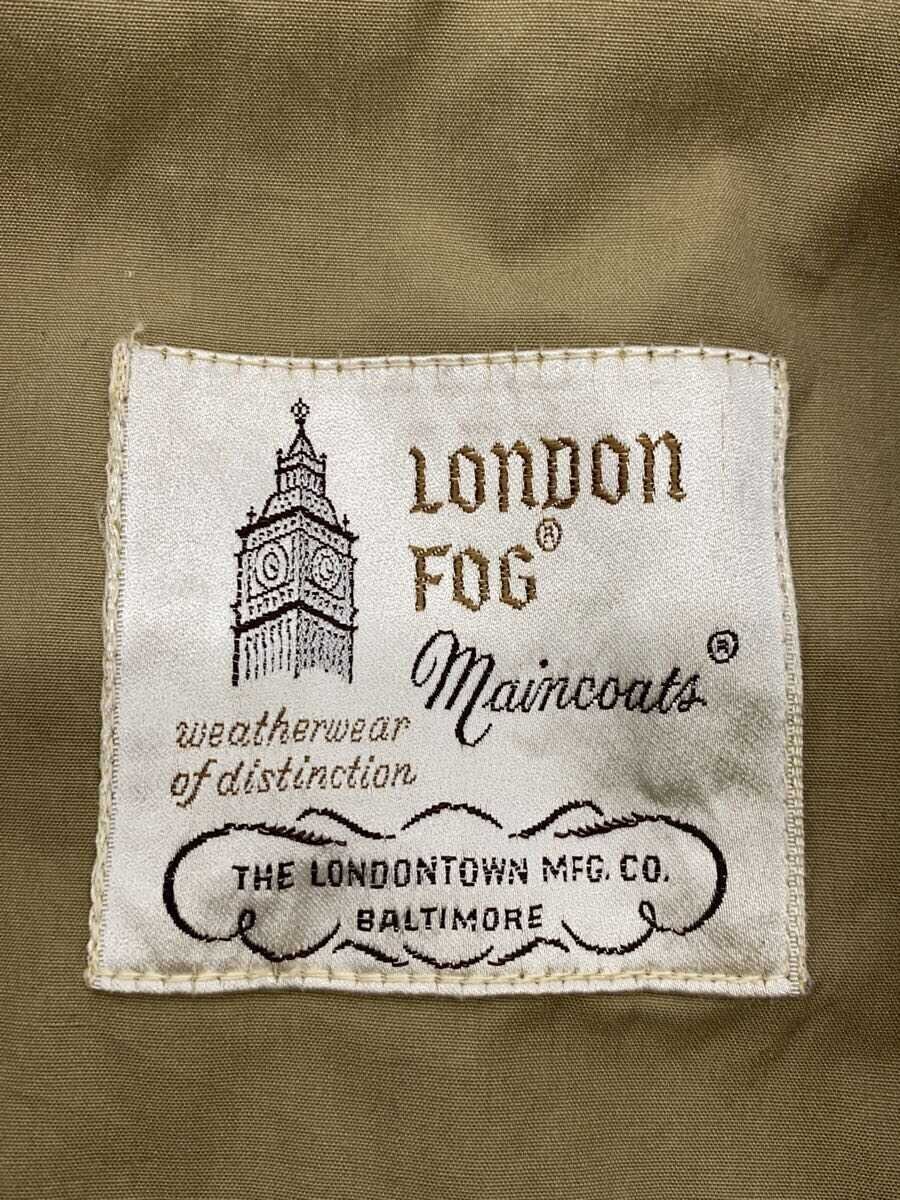 LONDON
FOG®
Maincoats®
weatherwear
of distinction
THE LONDONTOWN MFG. CO.
BALTIMORE